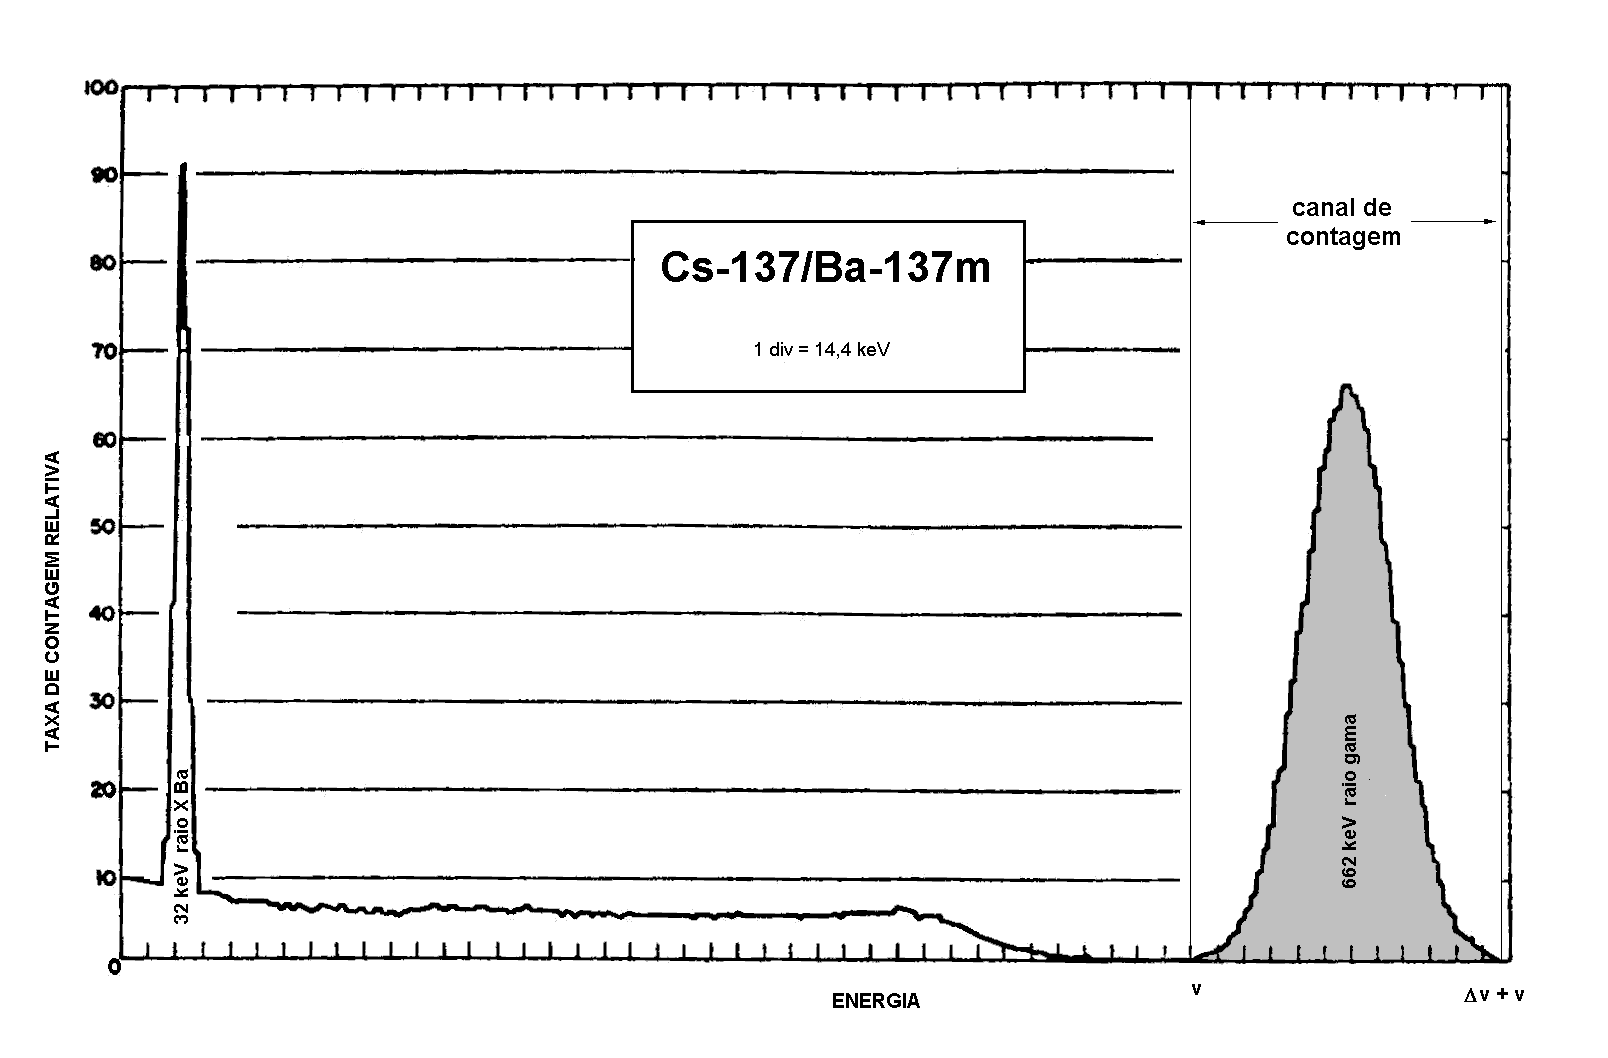 100
90
80
70
60
50
40
30
20
10
0
TAXA DE CONTAGEM RELATIVA
32 keV raio X Ba
Cs-137/Ba-137m
1 div = 14,4 keV
canal de
contagem
662 keV raio gama
ENERGIA
v
Δv + v